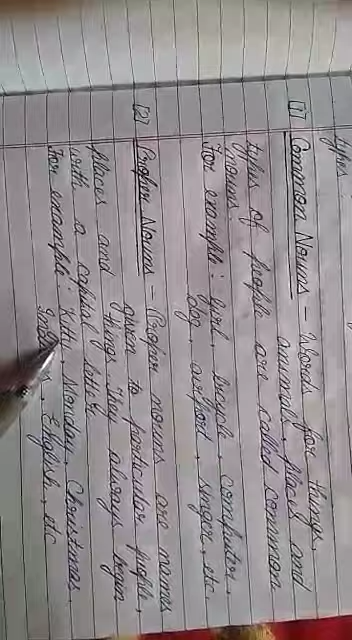 types :
[1] Common Nouns - Words for things,
animals, places and
types of people are called common
nouns.
For example : girl, bicycle, computer,
dog, airport, singer, etc.
[2] Proper Nouns - Proper nouns are names
given to particular people,
places and things. They always begin
with a capital letter.
For example : Kitti, Monday, Christmas,
English, etc